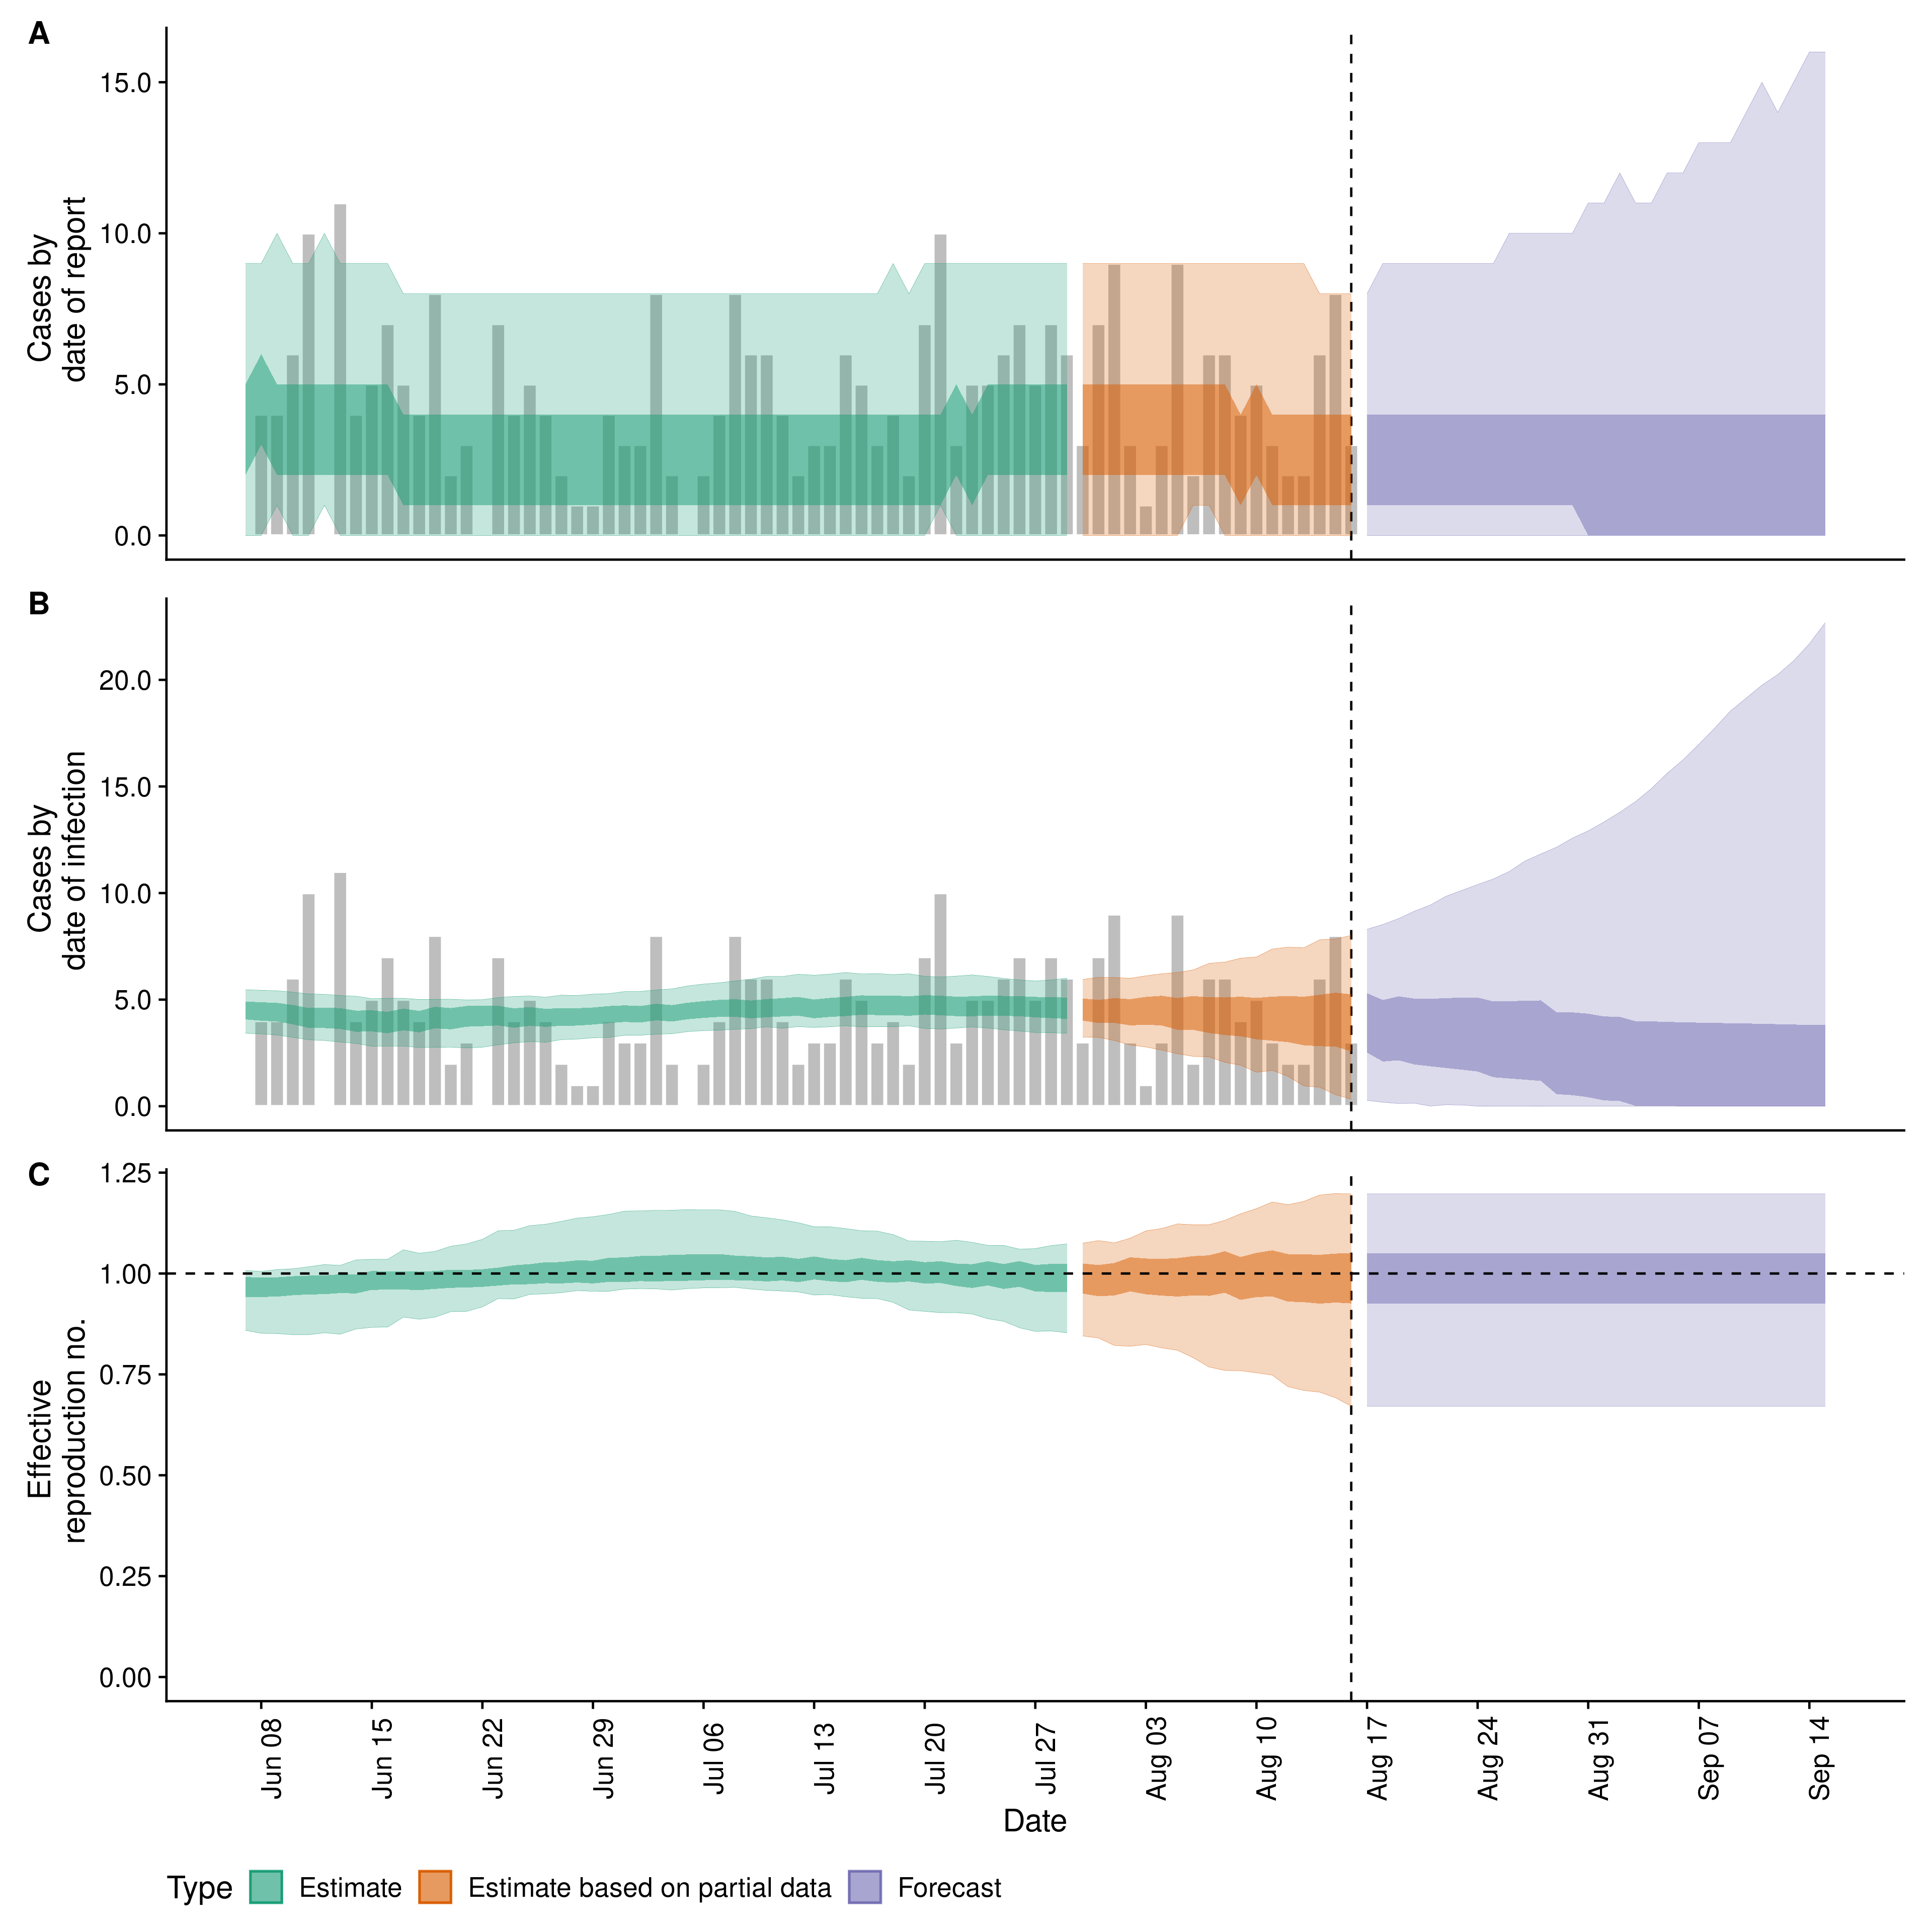 A
15.0
10.0
5.0
0.0
Cases by
date of report
B
20.0
15.0
10.0
5.0
0.0
Cases by
date of infection
C
1.25
1.00
0.75
0.50
0.25
0.00
Effective
reproduction no.
Jun 08
Jun 15
Jun 22
Jun 29
Jul 06
Jul 13
Jul 20
Jul 27
Aug 03
Aug 10
Aug 17
Aug 24
Aug 31
Sep 07
Sep 14
Date
Type Estimate Estimate based on partial data Forecast